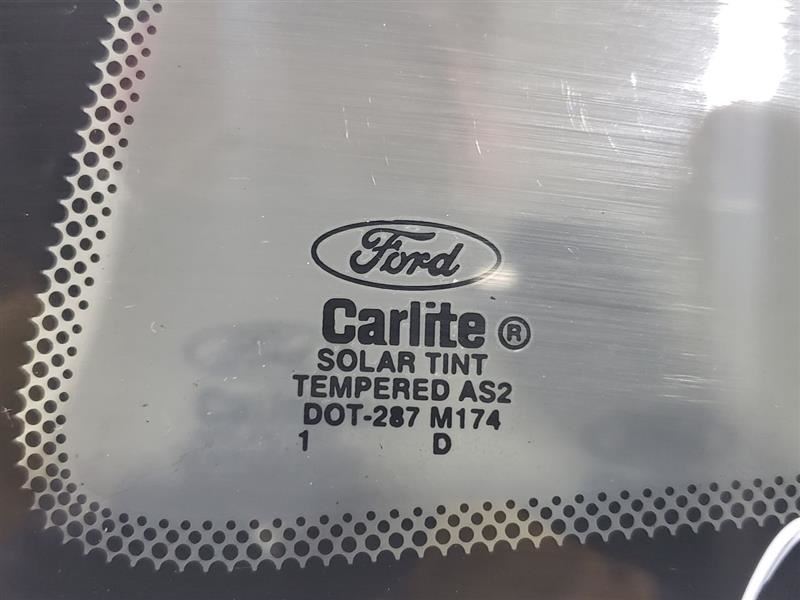 Ford
Carlite ®
SOLAR TINT
TEMPERED AS2
DOT-287 M174
1 D